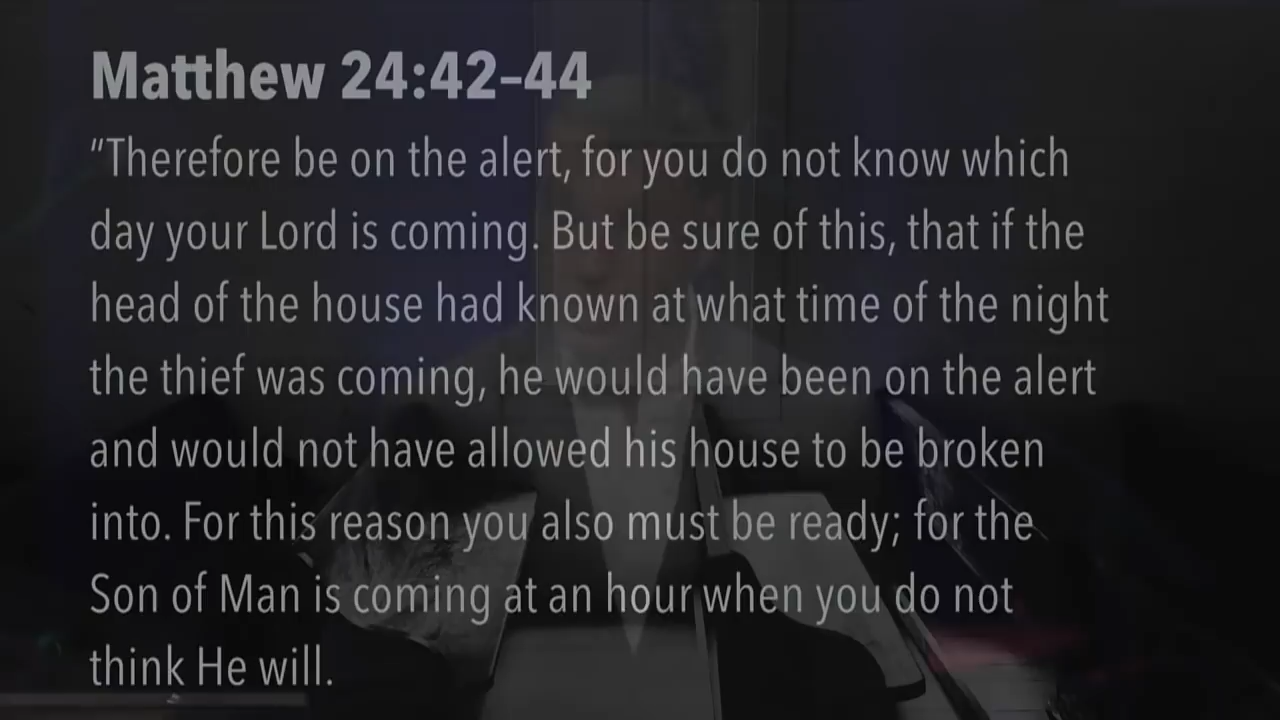 Matthew 24:42–44
“Therefore be on the alert, for you do not know which
day your Lord is coming. But be sure of this, that if the
head of the house had known at what time of the night
the thief was coming, he would have been on the alert
and would not have allowed his house to be broken
into. For this reason you also must be ready; for the
Son of Man is coming at an hour when you do not
think He will.